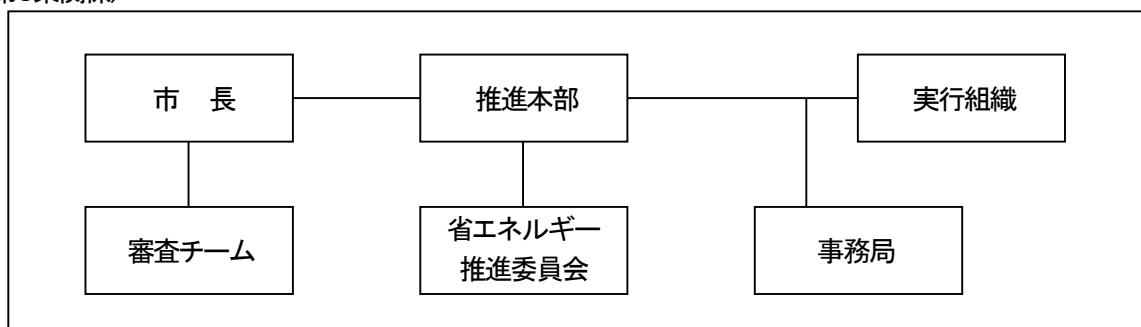 市　長
推進本部
実行組織
審査チーム
省エネルギー
推進委員会
事務局